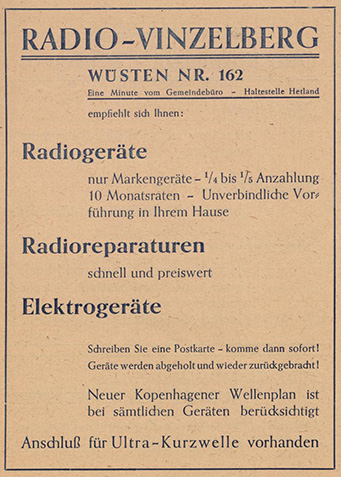 RADIO-VINZELBERG
WÜSTEN NR. 162
Eine Minute vom Gemeindebüro - Haltestelle Hetland
empfiehlt sich Ihnen:
Radiogeräte
nur Markengeräte - 1/4 bis 1/5 Anzahlung
10 Monatsraten - Unverbindliche Vor-
führung in Ihrem Hause
Radioreparaturen
schnell und preiswert
Elektrogeräte
Schreiben Sie eine Postkarte - komme dann sofort!
Geräte werden abgeholt und wieder zurückgebracht!
Neuer Kopenhagener Wellenplan ist
bei sämtlichen Geräten berücksichtigt
Anschluß für Ultra-Kurzwelle vorhanden